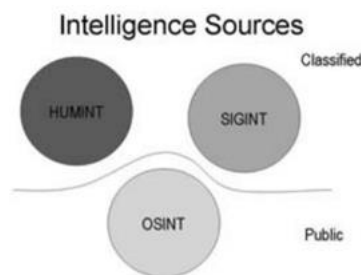 Intelligence Sources
Classified
HUMINT
SIGINT
OSINT
Public